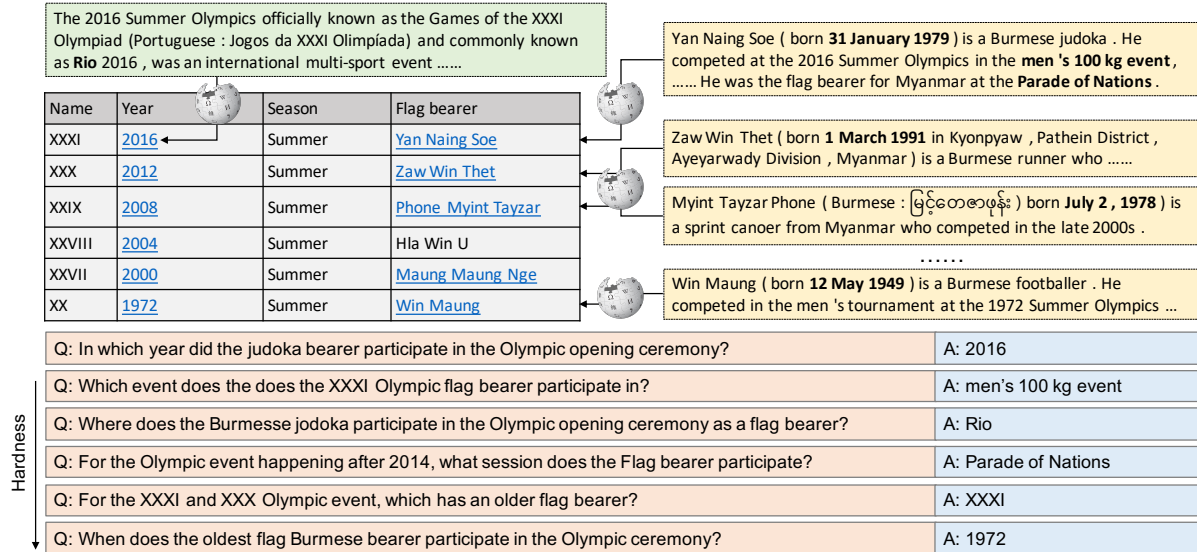 The 2016 Summer Olympics officially known as the Games of the XXXI
Olympiad (Portuguese : Jogos da XXXI Olimpíada) and commonly known
as Rio 2016 , was an international multi-sport event ......
Yan Naing Soe ( born 31 January 1979 ) is a Burmese judoka . He
competed at the 2016 Summer Olympics in the men 's 100 kg event ,
...... He was the flag bearer for Myanmar at the Parade of Nations .
Name Year Season Flag bearer
XXXI 2016 Summer Yan Naing Soe
XXX 2012 Summer Zaw Win Thet
XXIX 2008 Summer Phone Myint Tayzar
XXVIII 2004 Summer Hla Win U
XXVII 2000 Summer Maung Maung Nge
XX 1972 Summer Win Maung
Zaw Win Thet ( born 1 March 1991 in Kyonpyaw , Pathein District ,
Ayeyarwady Division , Myanmar ) is a Burmese runner who ......
Myint Tayzar Phone ( Burmese : မြင့်တေဇာဖုန်း ) born July 2 , 1978 ) is
a sprint canoer from Myanmar who competed in the late 2000s .
......
Win Maung ( born 12 May 1949 ) is a Burmese footballer . He
competed in the men 's tournament at the 1972 Summer Olympics ...
Hardness
Q: In which year did the judoka bearer participate in the Olympic opening ceremony? A: 2016
Q: Which event does the does the XXXI Olympic flag bearer participate in? A: men's 100 kg event
Q: Where does the Burmesse jodoka participate in the Olympic opening ceremony as a flag bearer? A: Rio
Q: For the Olympic event happening after 2014, what session does the Flag bearer participate? A: Parade of Nations
Q: For the XXXI and XXX Olympic event, which has an older flag bearer? A: XXXI
Q: When does the oldest flag Burmese bearer participate in the Olympic ceremony? A: 1972